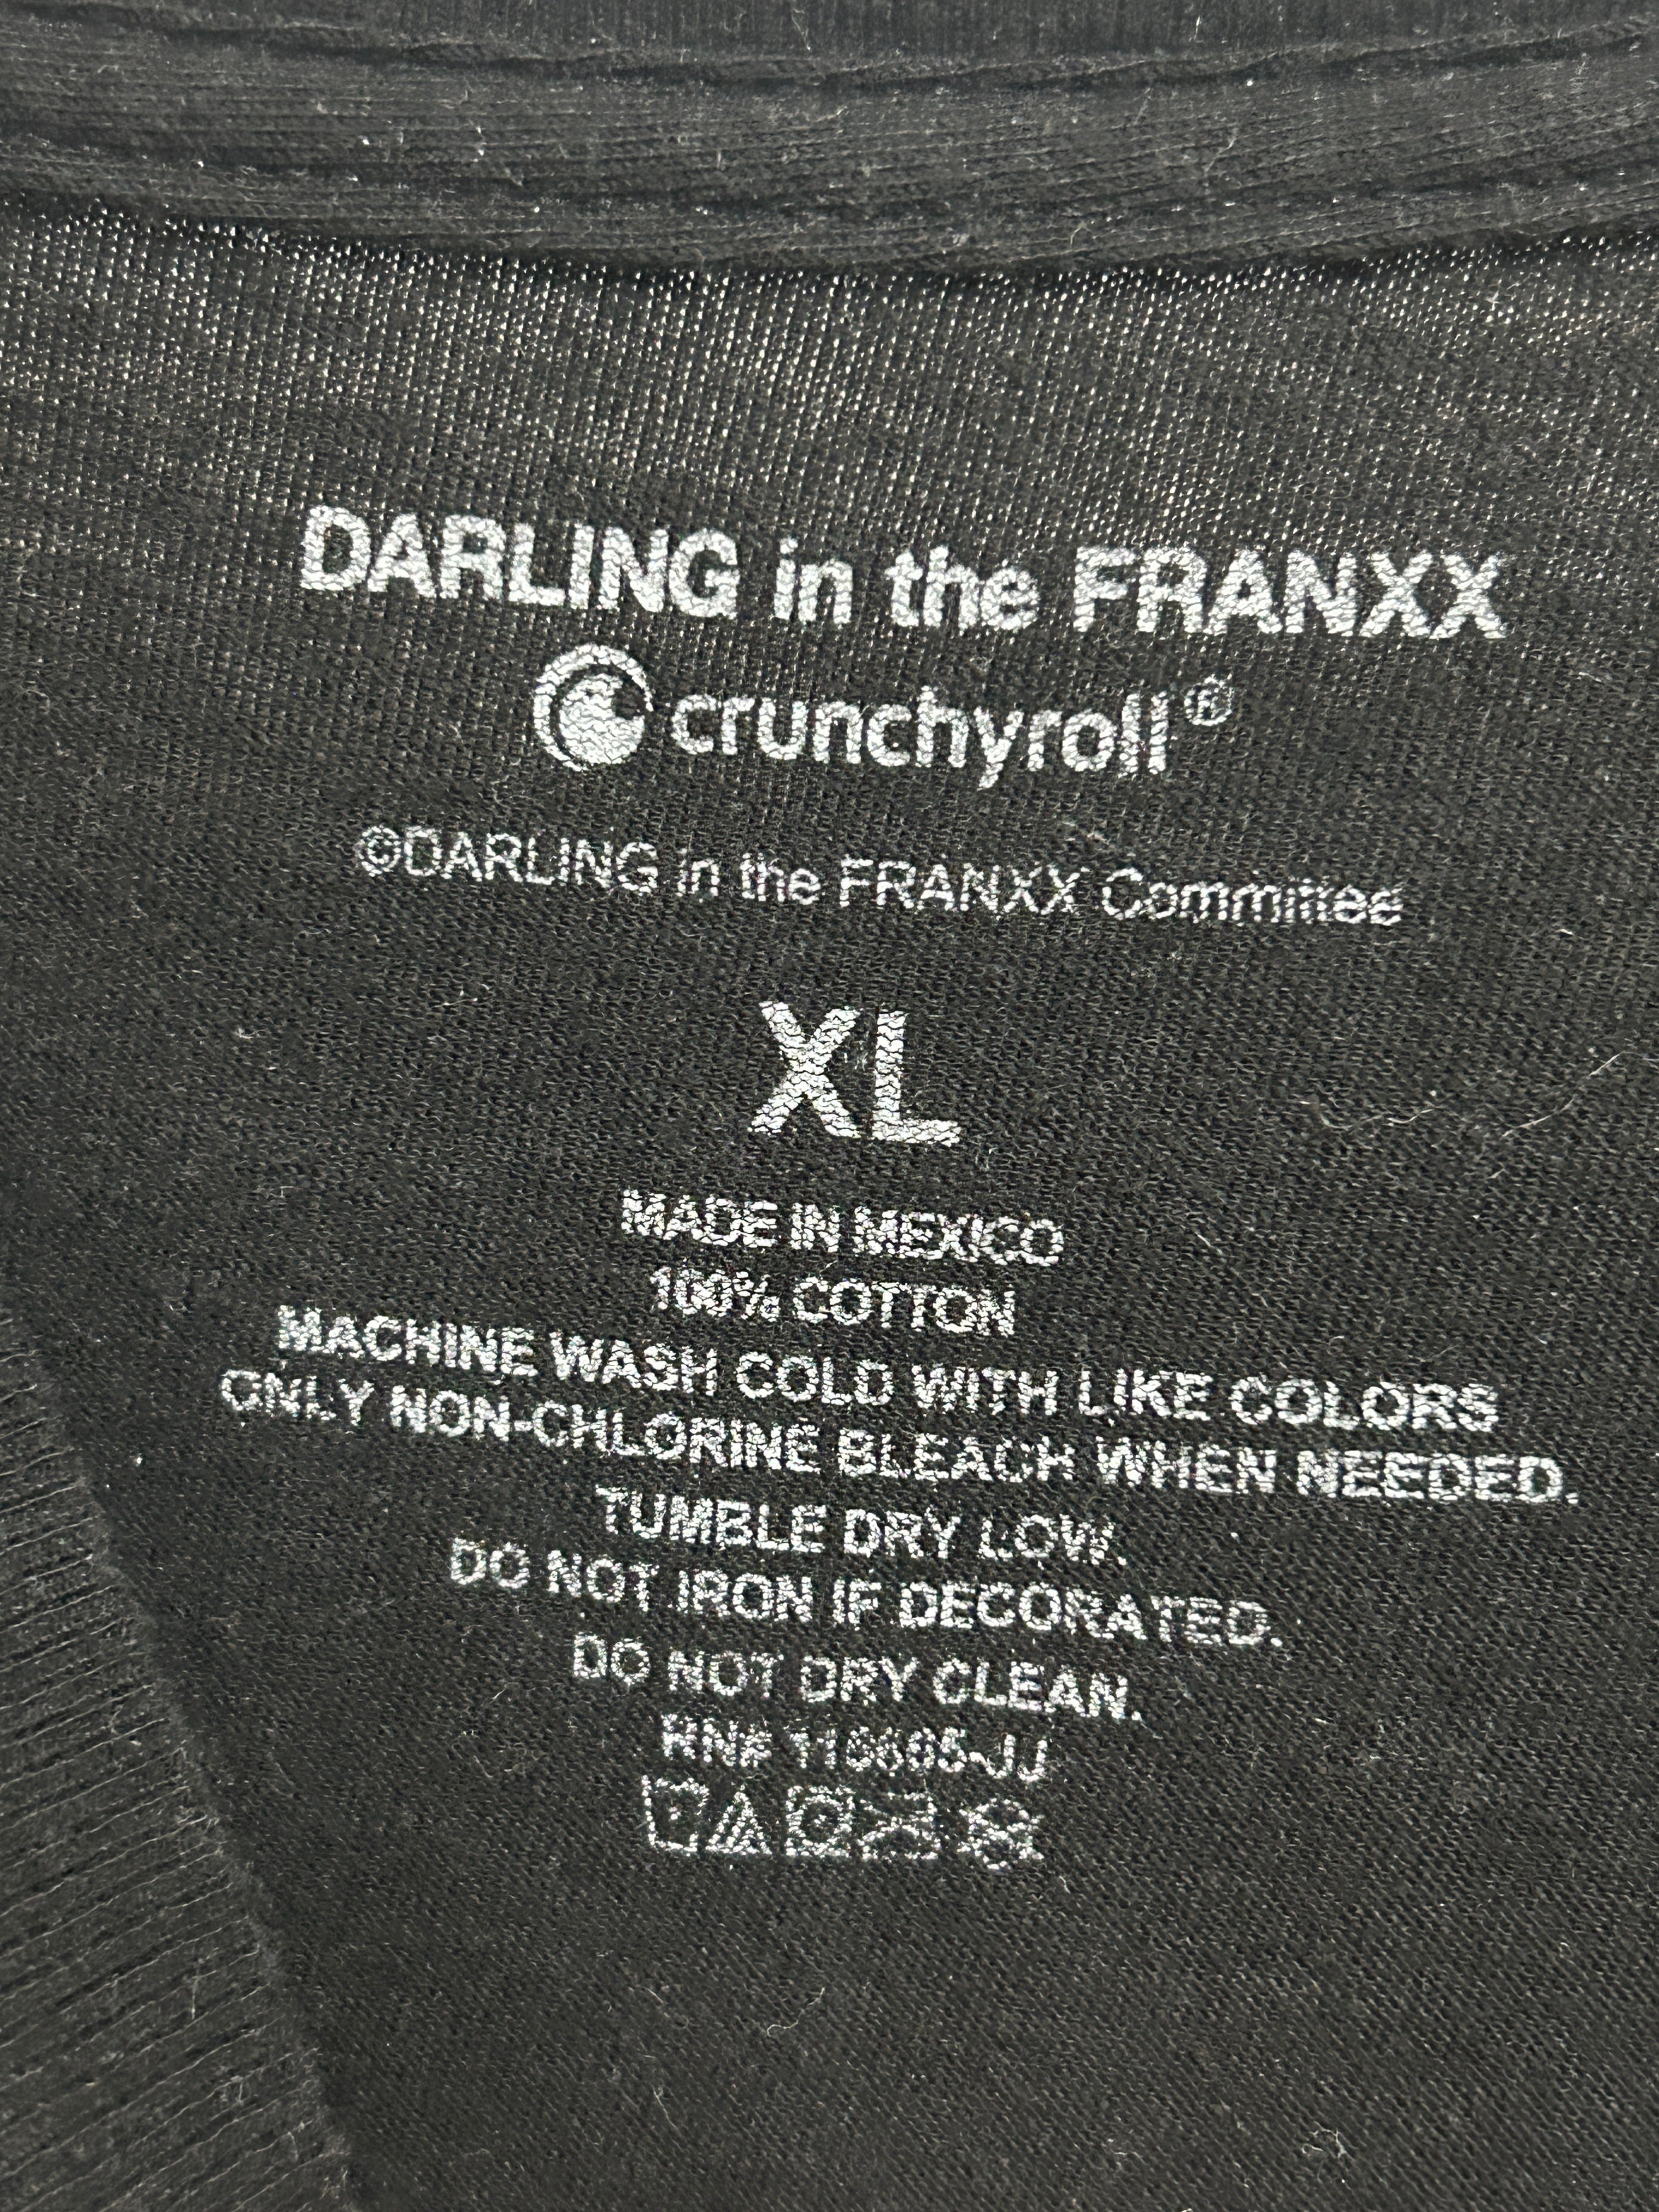 DARLING in the FRANXX
crunchyroll®
©DARLING in the FRANXX Committee
XL
MADE IN MEXICO
100% COTTON
MACHINE WASH COLD WITH LIKE COLORS
ONLY NON-CHLORINE BLEACH WHEN NEEDED.
TUMBLE DRY LOW.
DO NOT IRON IF DECORATED.
DO NOT DRY CLEAN.
RN#